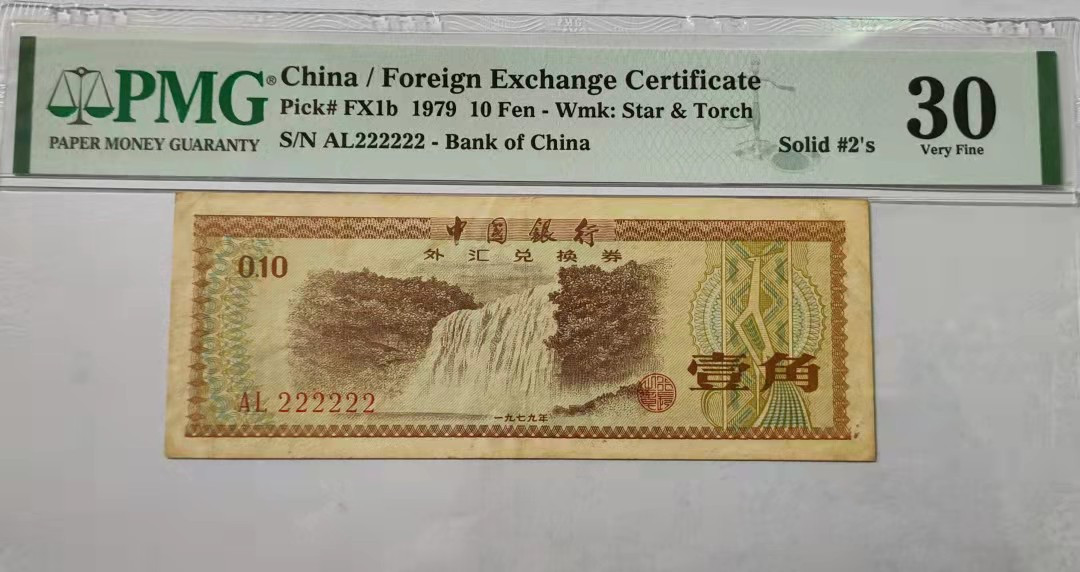 PMG® China / Foreign Exchange Certificate
Pick# FX1b 1979 10 Fen - Wmk: Star & Torch
PAPER MONEY GUARANTY
S/N AL222222 - Bank of China
Solid #2's
30
Very Fine
中国银行
外汇兑换券
0.10
壹角
AL 222222
一九七九年